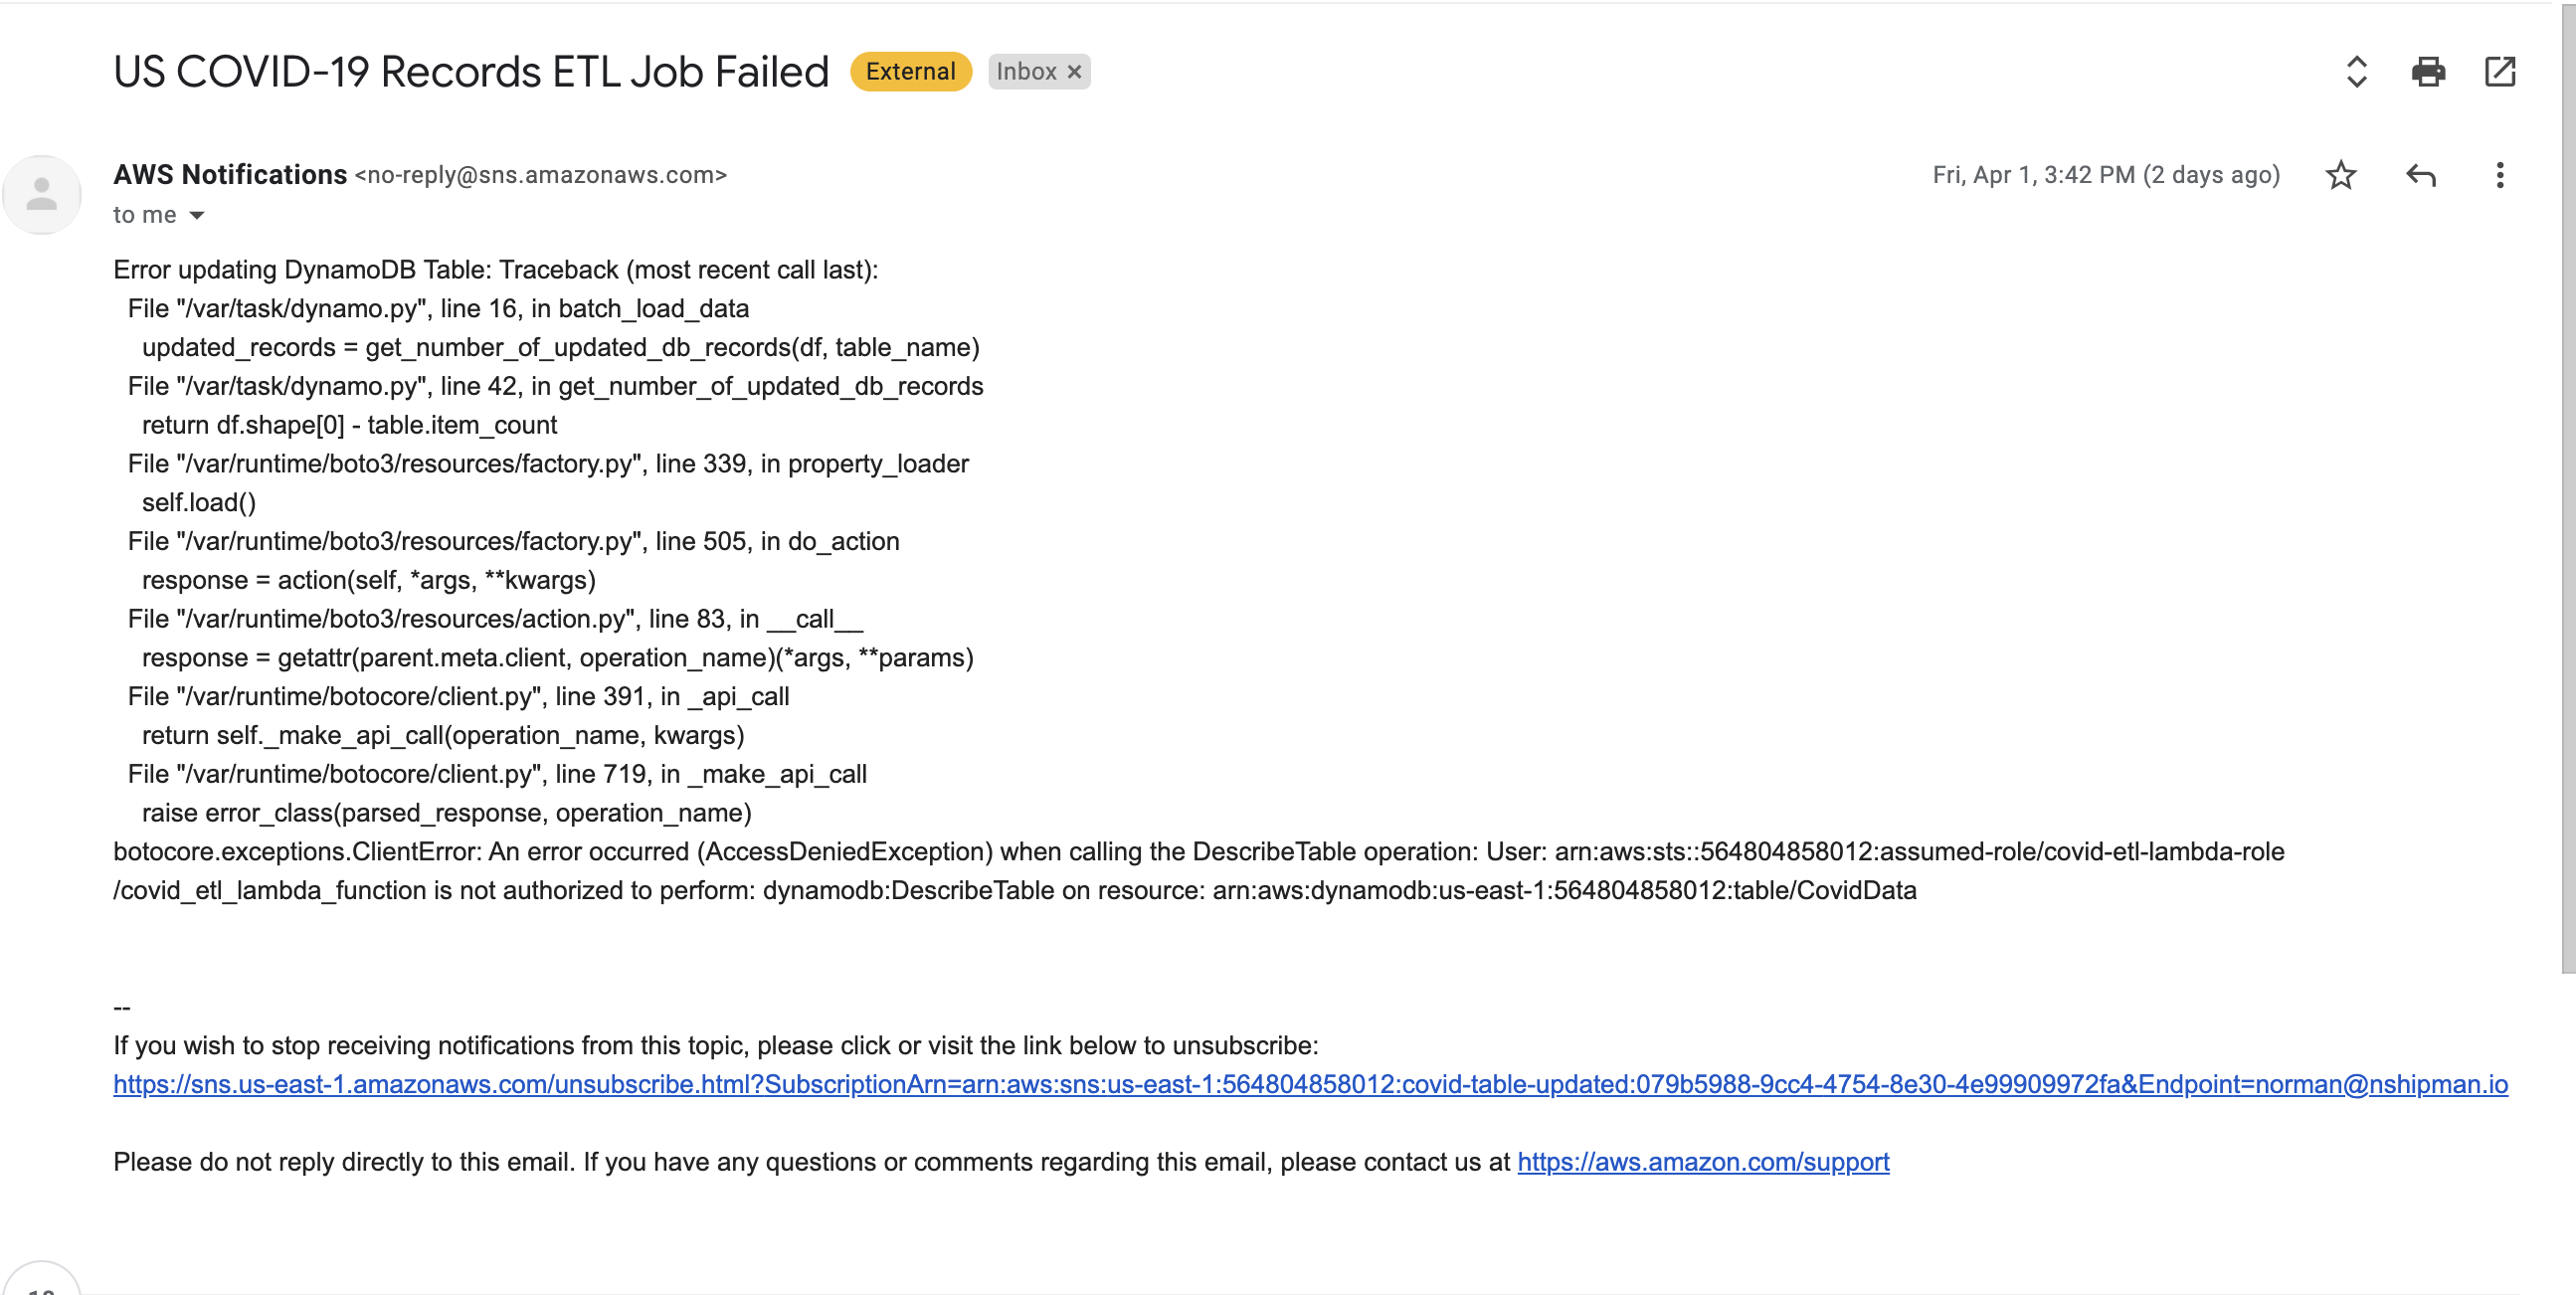 US COVID-19 Records ETL Job Failed External Inbox ×
AWS Notifications <no-reply@sns.amazonaws.com> Fri, Apr 1, 3:42 PM (2 days ago)
to me
Error updating DynamoDB Table: Traceback (most recent call last):
File "/var/task/dynamo.py", line 16, in batch_load_data
updated_records = get_number_of_updated_db_records(df, table_name)
File "/var/task/dynamo.py", line 42, in get_number_of_updated_db_records
return df.shape[0] - table.item_count
File "/var/runtime/boto3/resources/factory.py", line 339, in property_loader
self.load()
File "/var/runtime/boto3/resources/factory.py", line 505, in do_action
response = action(self, *args, **kwargs)
File "/var/runtime/boto3/resources/action.py", line 83, in __call__
response = getattr(parent.meta.client, operation_name)(*args, **params)
File "/var/runtime/botocore/client.py", line 391, in _api_call
return self._make_api_call(operation_name, kwargs)
File "/var/runtime/botocore/client.py", line 719, in _make_api_call
raise error_class(parsed_response, operation_name)
botocore.exceptions.ClientError: An error occurred (AccessDeniedException) when calling the DescribeTable operation: User: arn:aws:sts::564804858012:assumed-role/covid-etl-lambda-role
/covid_etl_lambda_function is not authorized to perform: dynamodb:DescribeTable on resource: arn:aws:dynamodb:us-east-1:564804858012:table/CovidData
--
If you wish to stop receiving notifications from this topic, please click or visit the link below to unsubscribe:
https://sns.us-east-1.amazonaws.com/unsubscribe.html?SubscriptionArn=arn:aws:sns:us-east-1:564804858012:covid-table-updated:079b5988-9cc4-4754-8e30-4e99909972fa&Endpoint=norman@nshipman.io
Please do not reply directly to this email. If you have any questions or comments regarding this email, please contact us at https://aws.amazon.com/support